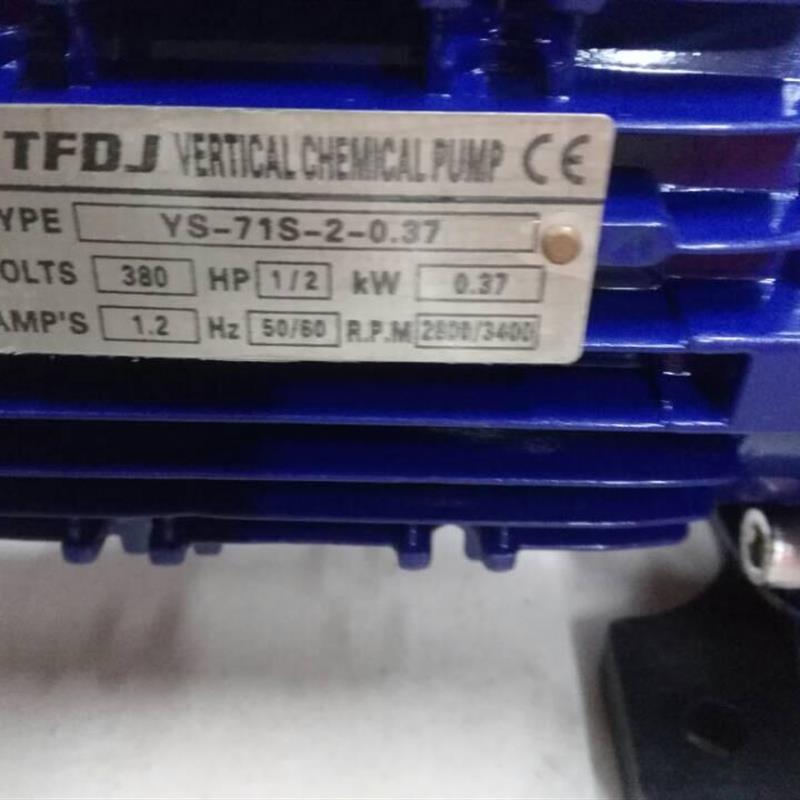 TFDJ VERTICAL CHEMICAL PUMP CE
YPE YS-71S-2-0.37
OLTS 380 HP 1/2 kW 0.37
AMP'S 1.2 Hz 50/60 R.P.M 2800/3400